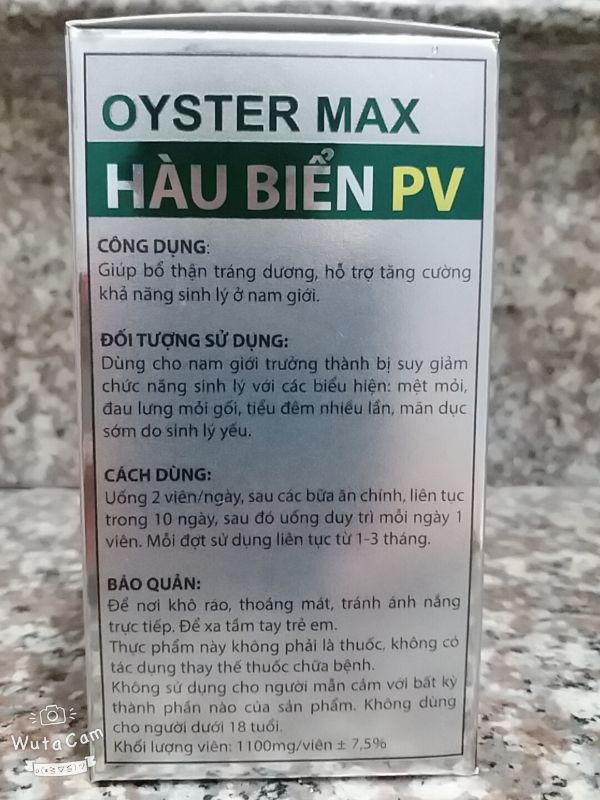 OYSTER MAX
HÀU BIỂN PV
CÔNG DỤNG:
Giúp bổ thận tráng dương, hỗ trợ tăng cường
khả năng sinh lý ở nam giới.
ĐỐI TƯỢNG SỬ DỤNG:
Dùng cho nam giới trưởng thành bị suy giảm
chức năng sinh lý với các biểu hiện: mệt mỏi,
đau lưng mỏi gối, tiểu đêm nhiều lần, mãn dục
sớm do sinh lý yếu.
CÁCH DÙNG:
Uống 2 viên/ngày, sau các bữa ăn chính, liên tục
trong 10 ngày, sau đó uống duy trì mỗi ngày 1
viên. Mỗi đợt sử dụng liên tục từ 1-3 tháng.
BẢO QUẢN:
Để nơi khô ráo, thoáng mát, tránh ánh nắng
trực tiếp. Để xa tầm tay trẻ em.
Thực phẩm này không phải là thuốc, không có
tác dụng thay thế thuốc chữa bệnh.
Không sử dụng cho người mẫn cảm với bất kỳ
thành phần nào của sản phẩm. Không dùng
cho người dưới 18 tuổi.
Khối lượng viên: 1100mg/viên ± 7,5%
WutaCam